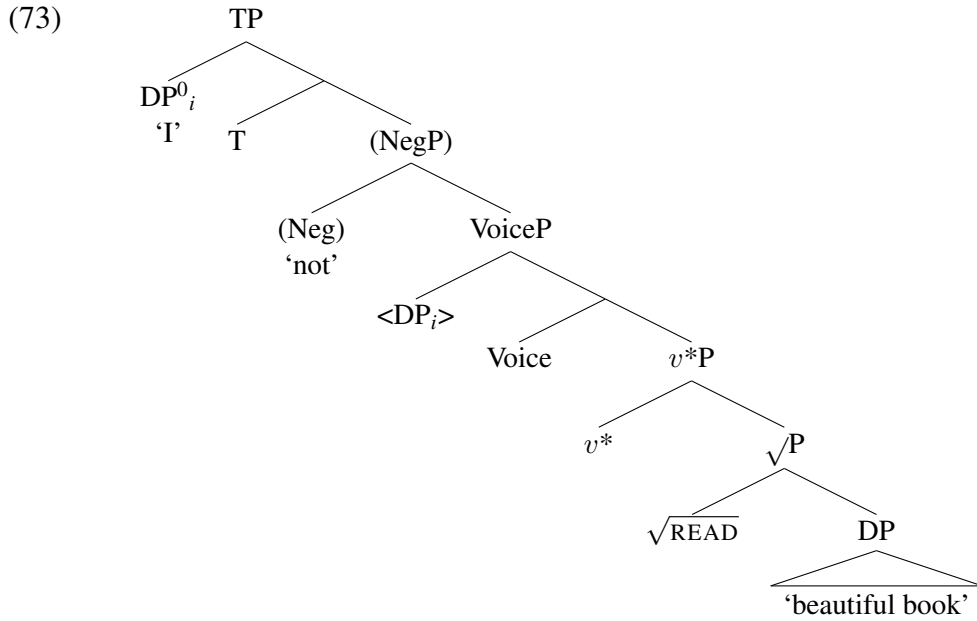 (73)
TP
DP⁰ᵢ
'I'
T
(NegP)
(Neg)
'not'
VoiceP
<DPᵢ>
Voice
v*P
v*
√P
√READ
DP
'beautiful book'